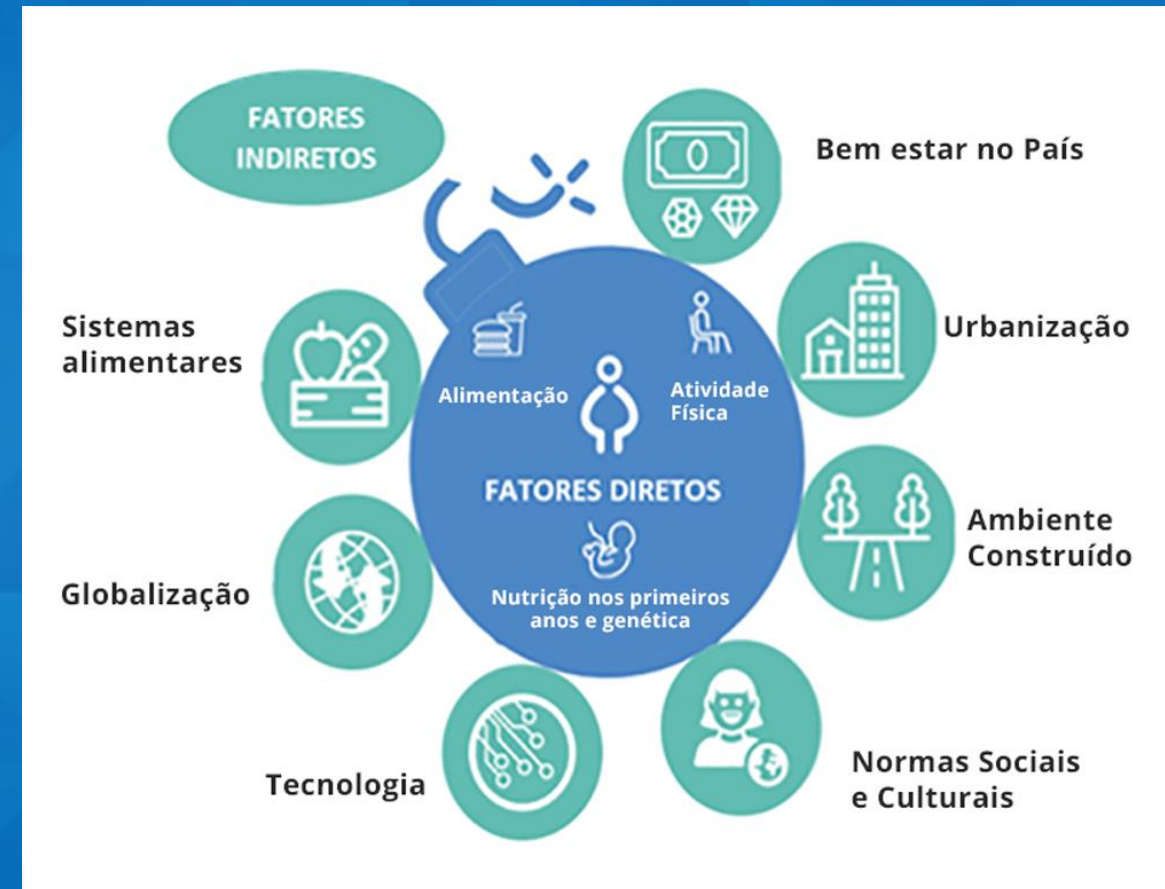 FATORES
INDIRETOS
Bem estar no País
Sistemas
alimentares
Urbanização
Alimentação
Atividade
Física
FATORES DIRETOS
Ambiente
Construído
Globalização
Nutrição nos primeiros
anos e genética
Tecnologia
Normas Sociais
e Culturais